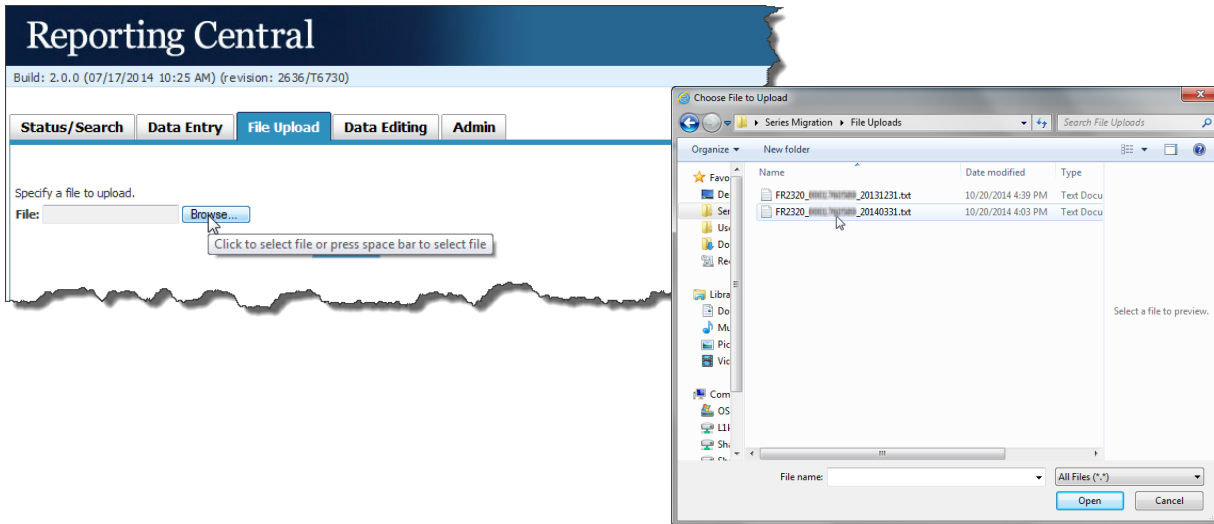 Reporting Central
Build: 2.0.0 (07/17/2014 10:25 AM) (revision: 2636/T6730)
Status/Search Data Entry File Upload Data Editing Admin
Specify a file to upload.
File: Browse...
Click to select file or press space bar to select file
Choose File to Upload
Series Migration File Uploads Search File Uploads
Organize New folder
Name Date modified Type
FR2320_ _20131231.txt 10/20/2014 4:39 PM Text Docu
FR2320_ _20140331.txt 10/20/2014 4:03 PM Text Docu
Favo
De
Ser
Use
Do
Re
Libra
Do
Mu
Pic
Vic
Com
OS
Sha
Select a file to preview.
File name: All Files (*.*)
Open Cancel